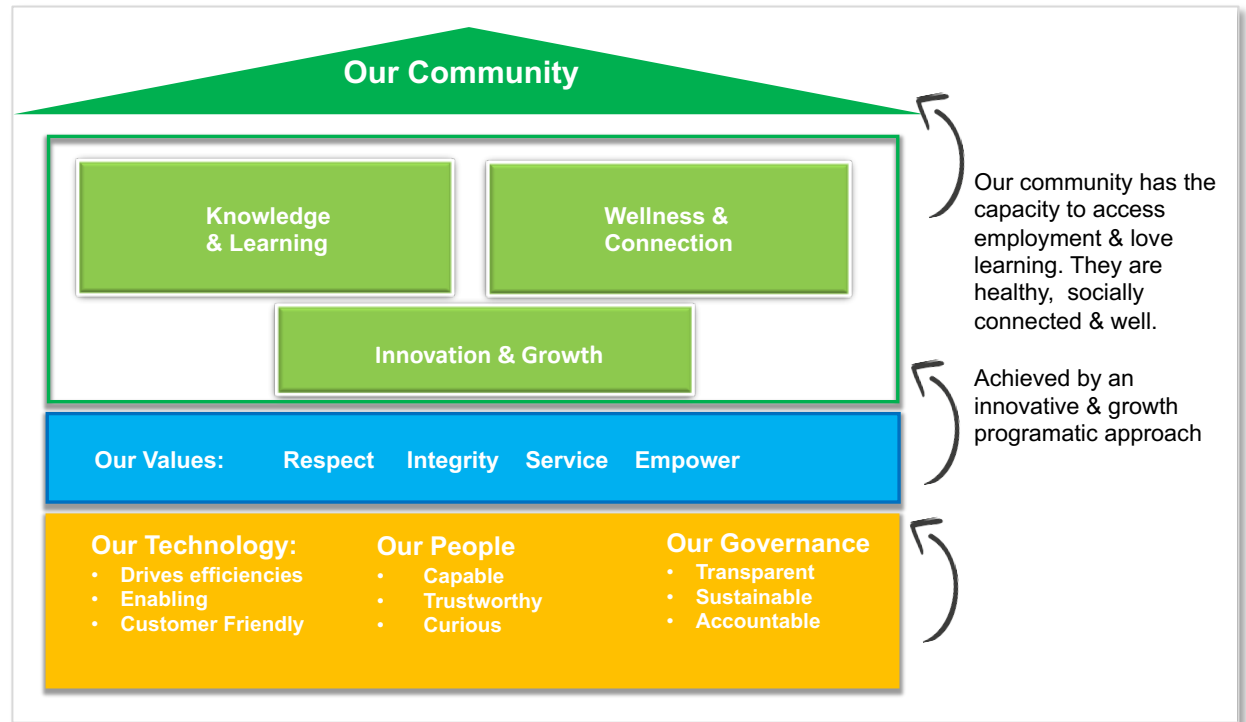 Our Community
Knowledge
& Learning
Wellness &
Connection
Innovation & Growth
Our community has the
capacity to access
employment & love
learning. They are
healthy, socially
connected & well.
Achieved by an
innovative & growth
programatic approach
Our Values: Respect Integrity Service Empower
Our Technology:
• Drives efficiencies
• Enabling
• Customer Friendly
Our People
• Capable
• Trustworthy
• Curious
Our Governance
• Transparent
• Sustainable
• Accountable